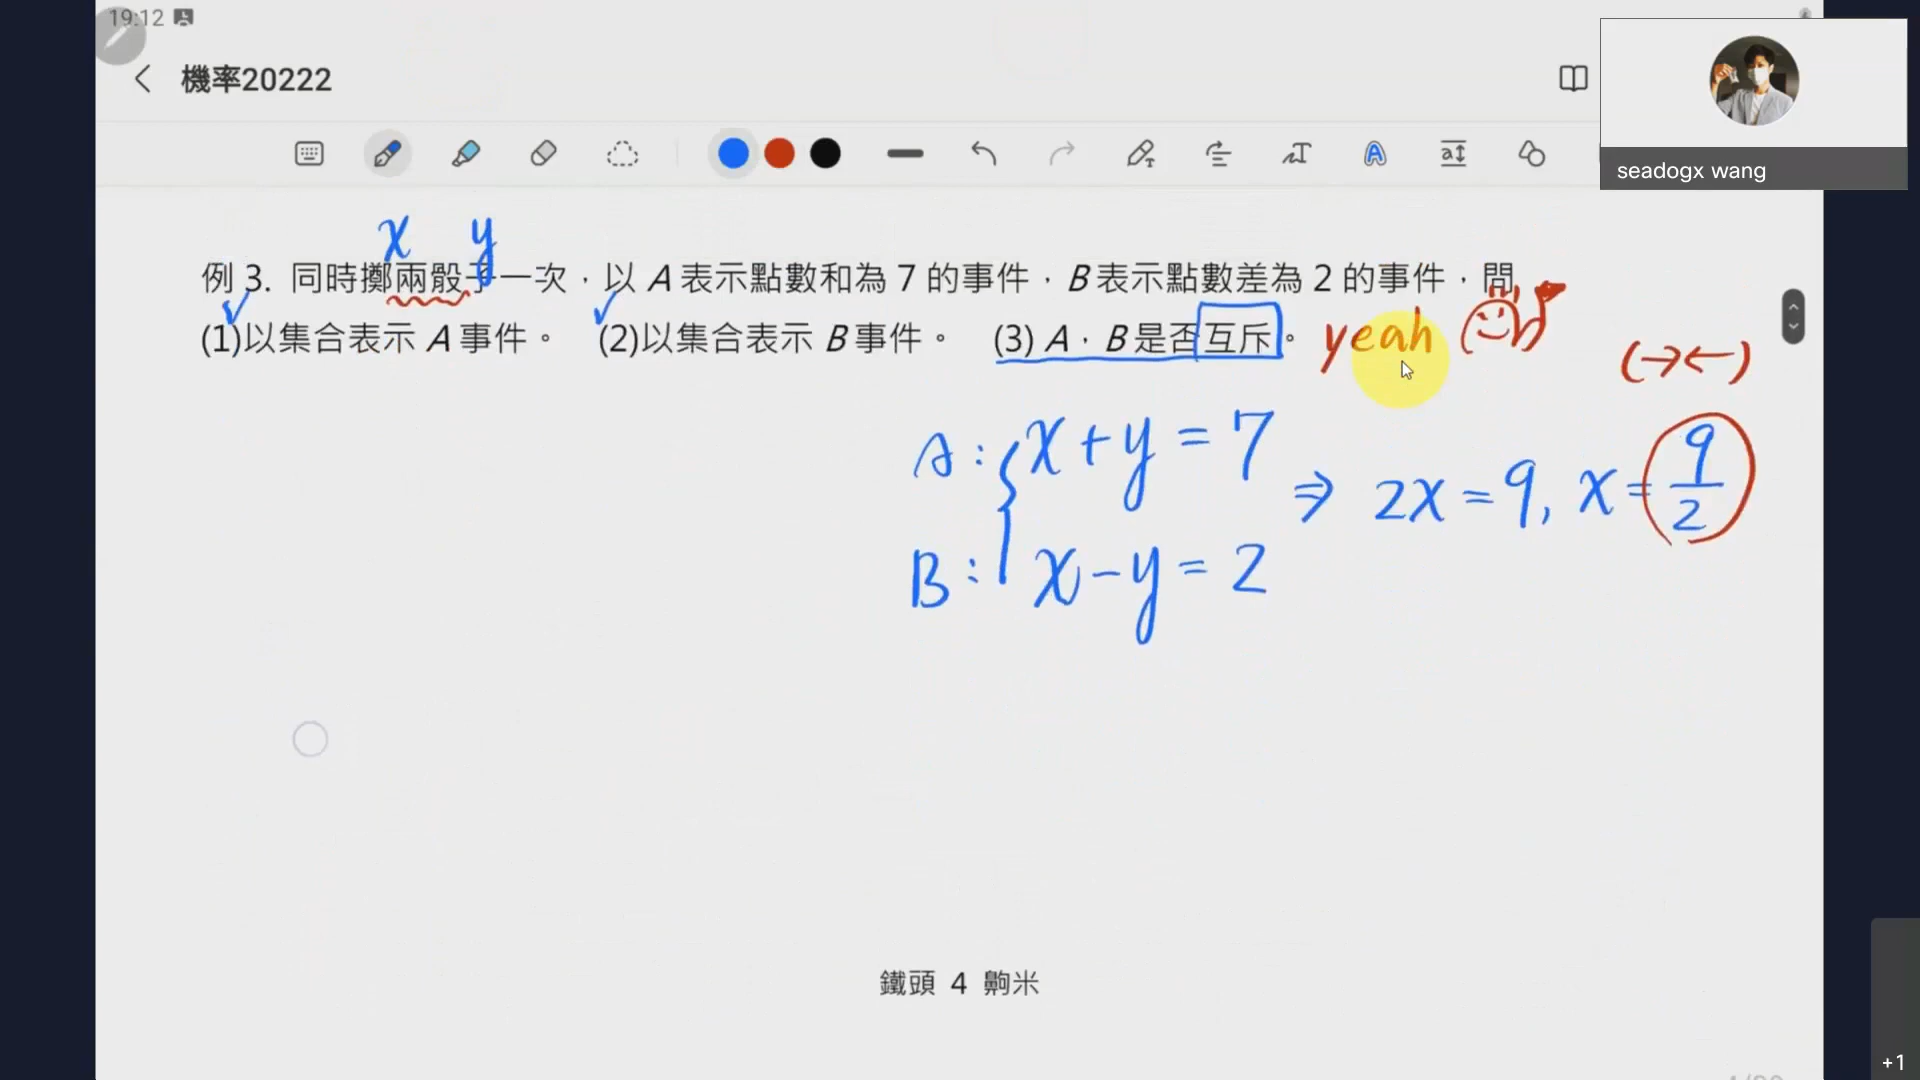 19:12
機率20222
seadogx wang
x y
例 3. 同時擲兩骰子一次，以 A 表示點數和為 7 的事件，B 表示點數差為 2 的事件，問
(1)以集合表示 A 事件。 (2)以集合表示 B 事件。 (3) A，B 是否互斥。 yeah
(→←)
A: x+y=7
⇒ 2x=9, x=9/2
B: x-y=2
鐵頭 4 齁米
+1